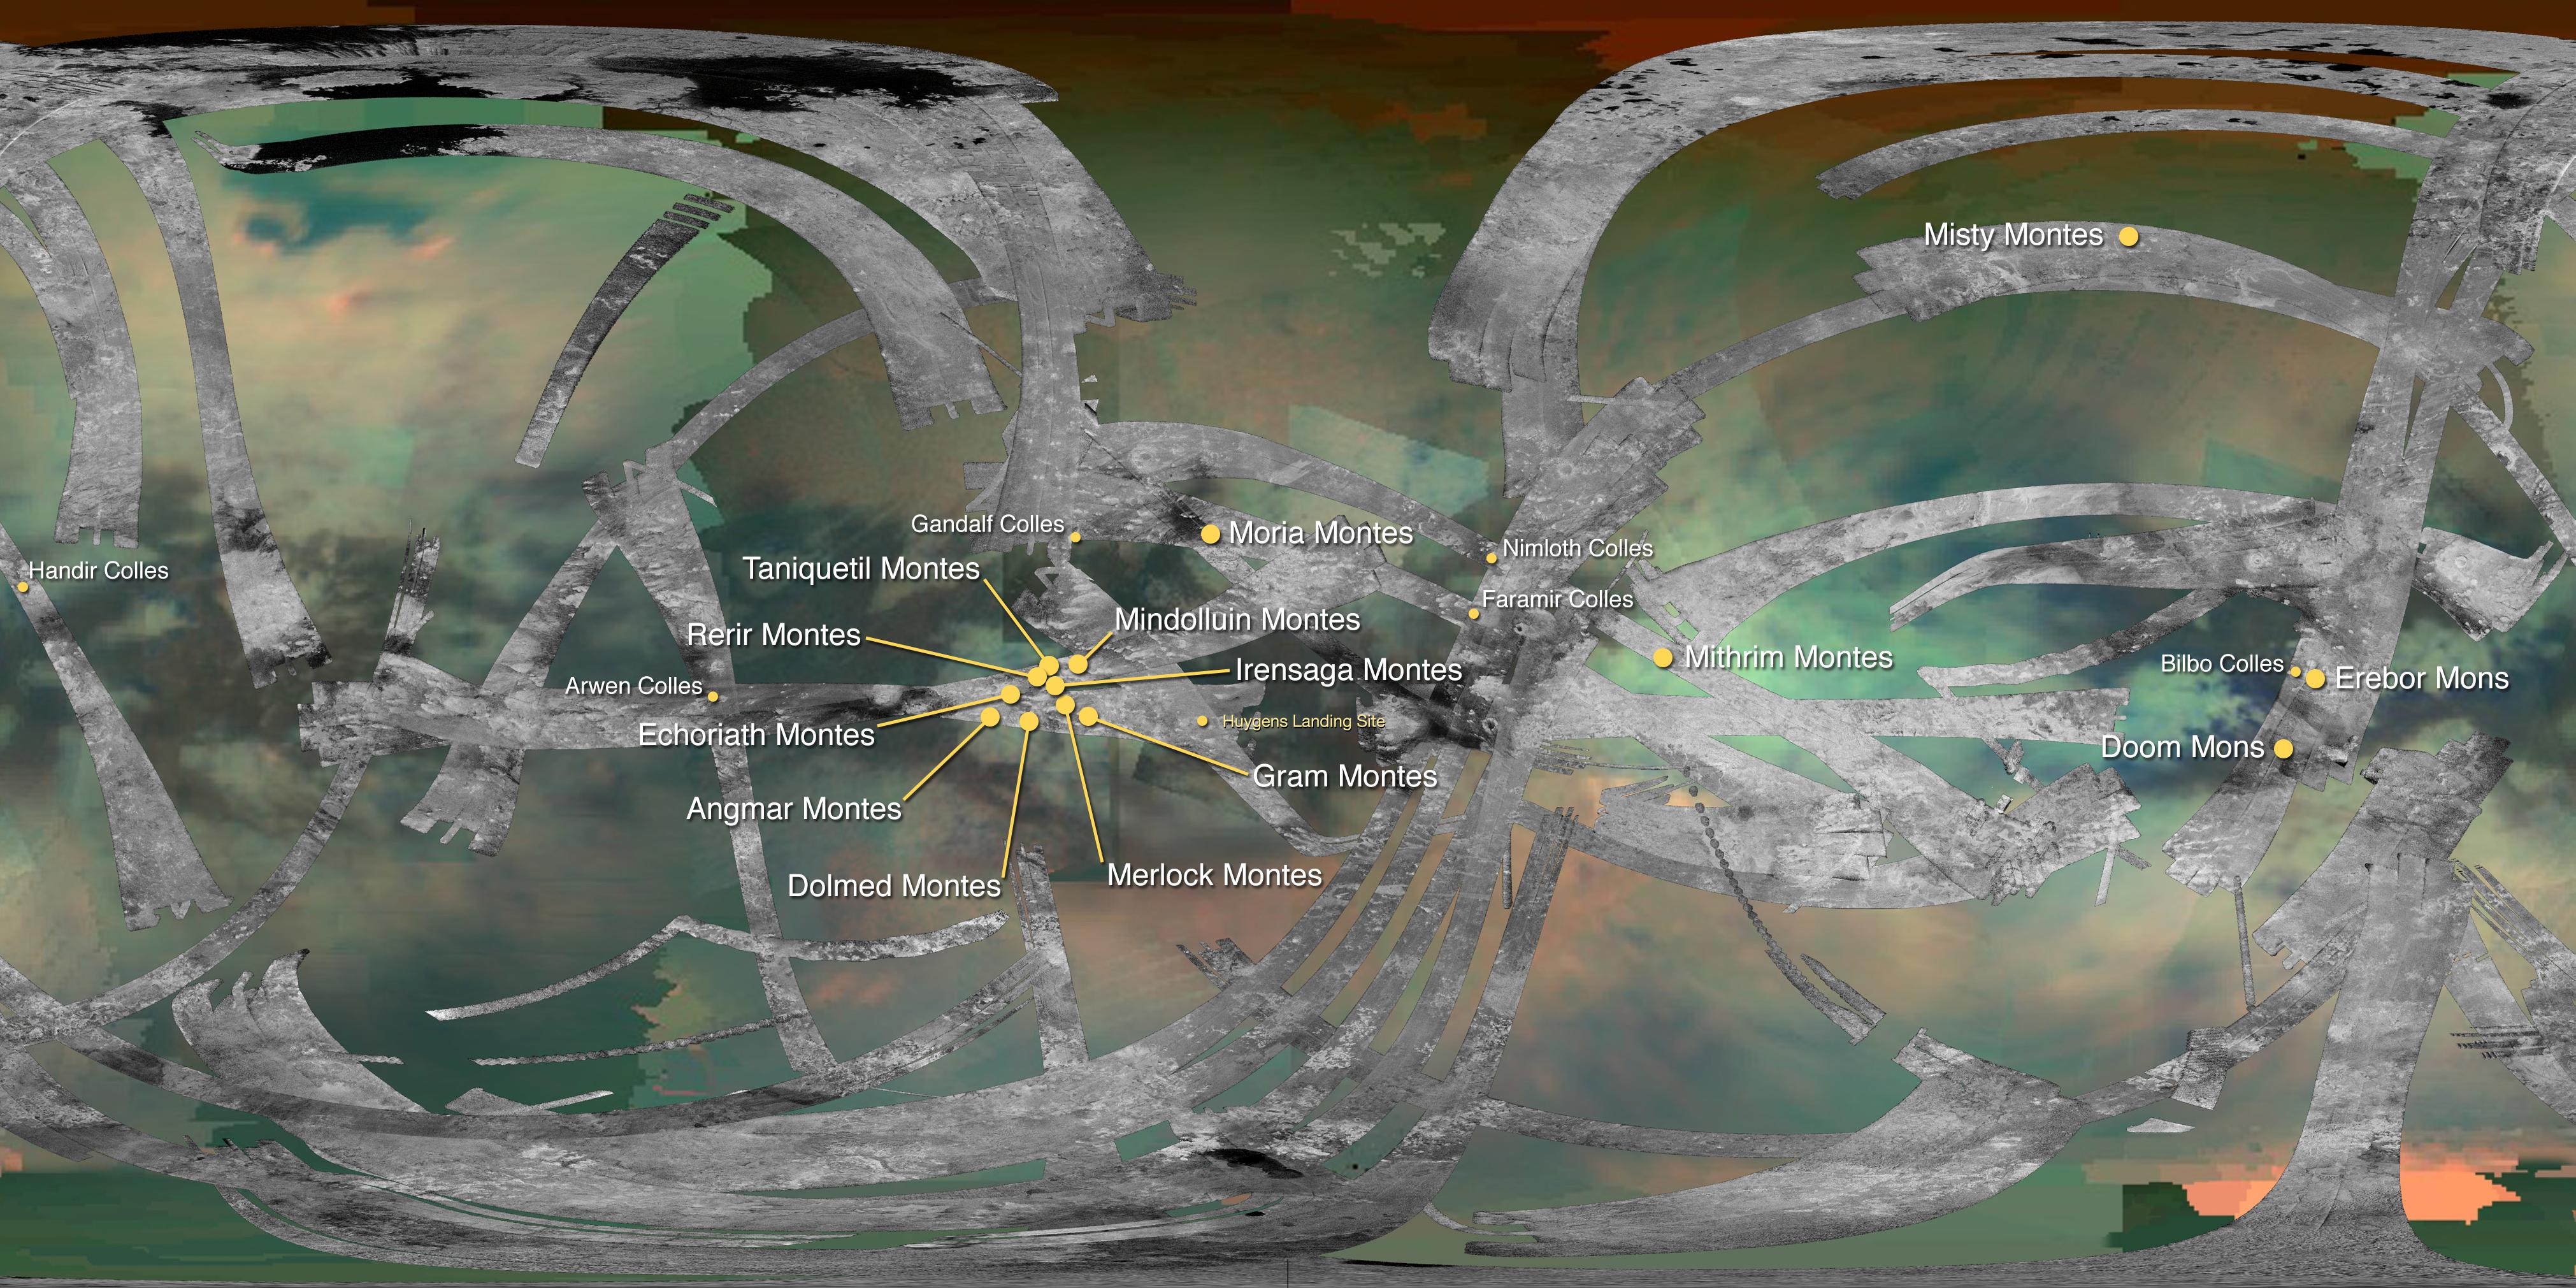 Misty Montes
Gandalf Colles
Moria Montes
Nimloth Colles
Handir Colles
Taniquetil Montes
Faramir Colles
Mindolluin Montes
Rerir Montes
Mithrim Montes
Bilbo Colles
Irensaga Montes
Erebor Mons
Arwen Colles
Huygens Landing Site
Echoriath Montes
Doom Mons
Gram Montes
Angmar Montes
Merlock Montes
Dolmed Montes